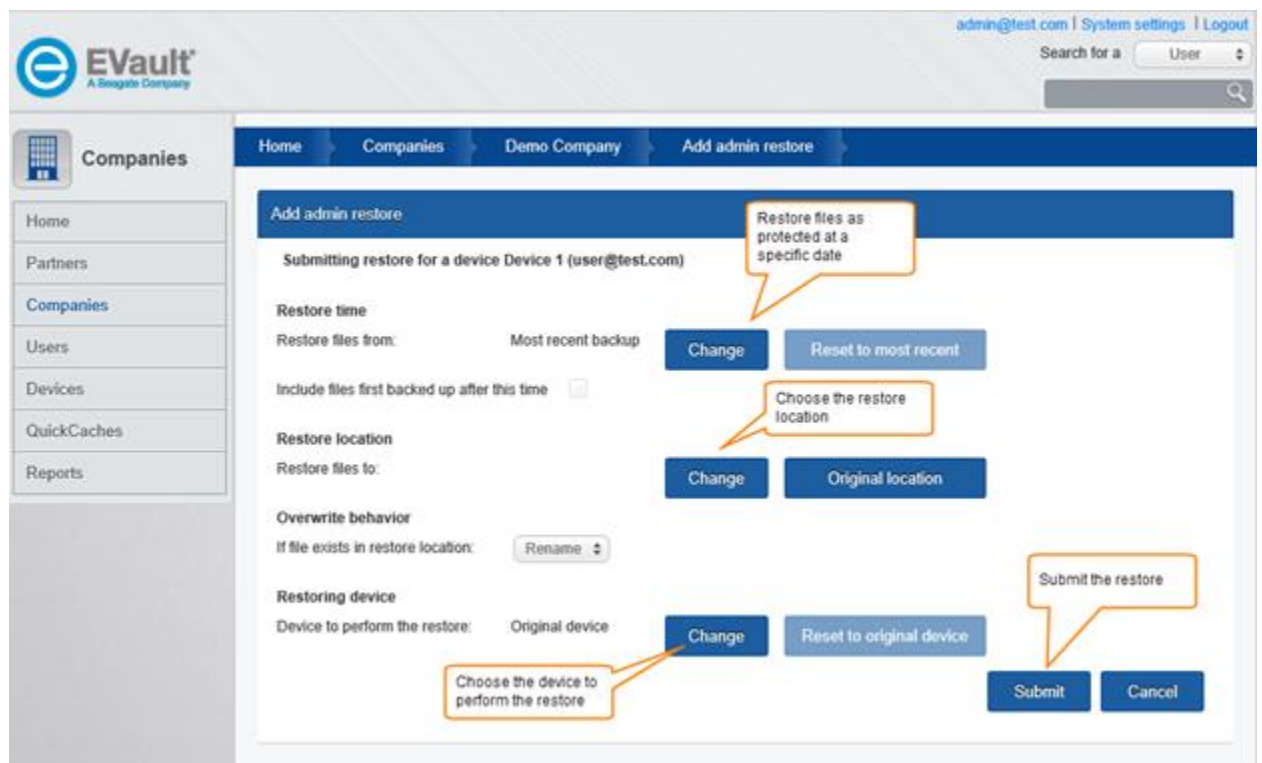 admin@test.com | System settings | Logout
EVault
A Seagate Company
Search for a User
Companies
Home Companies Demo Company Add admin restore
Home
Partners
Companies
Users
Devices
QuickCaches
Reports
Add admin restore
Restore files as
protected at a
specific date
Submitting restore for a device Device 1 (user@test.com)
Restore time
Restore files from: Most recent backup Change Reset to most recent
Include files first backed up after this time
Choose the restore
location
Restore location
Restore files to: Change Original location
Overwrite behavior
If file exists in restore location: Rename
Submit the restore
Restoring device
Device to perform the restore: Original device Change Reset to original device
Choose the device to
perform the restore
Submit Cancel